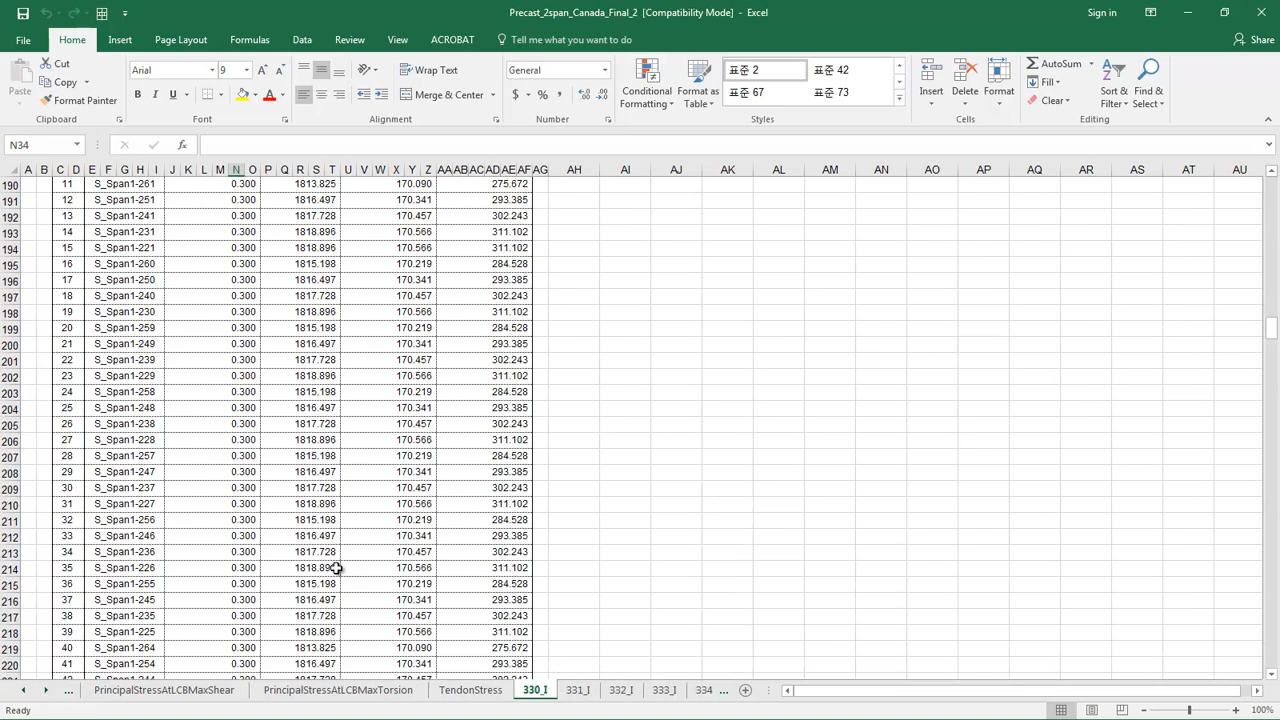 Precast_2span_Canada_Final_2 [Compatibility Mode] - Excel
Sign in
File Home Insert Page Layout Formulas Data Review View ACROBAT Tell me what you want to do Share
Paste Cut Copy Format Painter Clipboard
Arial 9 B I U A Font
Wrap Text Merge & Center Alignment
General $ % , Number
Conditional Formatting Format as Table 표준 2 표준 42 표준 67 표준 73 Styles
Insert Delete Format Cells
AutoSum Fill Clear Sort & Filter Find & Select Editing
N34 fx
A B C D E F G H I J K L M N O P Q R S T U V W X Y Z AA AB AC AD AE AF AG AH AI AJ AK AL AM AN AO AP AQ AR AS AT AU
190 11 S_Span1-261 0.300 1813.825 170.090 275.672
191 12 S_Span1-251 0.300 1816.497 170.341 293.385
192 13 S_Span1-241 0.300 1817.728 170.457 302.243
193 14 S_Span1-231 0.300 1818.896 170.566 311.102
194 15 S_Span1-221 0.300 1818.896 170.566 311.102
195 16 S_Span1-260 0.300 1815.198 170.219 284.528
196 17 S_Span1-250 0.300 1816.497 170.341 293.385
197 18 S_Span1-240 0.300 1817.728 170.457 302.243
198 19 S_Span1-230 0.300 1818.896 170.566 311.102
199 20 S_Span1-259 0.300 1815.198 170.219 284.528
200 21 S_Span1-249 0.300 1816.497 170.341 293.385
201 22 S_Span1-239 0.300 1817.728 170.457 302.243
202 23 S_Span1-229 0.300 1818.896 170.566 311.102
203 24 S_Span1-258 0.300 1815.198 170.219 284.528
204 25 S_Span1-248 0.300 1816.497 170.341 293.385
205 26 S_Span1-238 0.300 1817.728 170.457 302.243
206 27 S_Span1-228 0.300 1818.896 170.566 311.102
207 28 S_Span1-257 0.300 1815.198 170.219 284.528
208 29 S_Span1-247 0.300 1816.497 170.341 293.385
209 30 S_Span1-237 0.300 1817.728 170.457 302.243
210 31 S_Span1-227 0.300 1818.896 170.566 311.102
211 32 S_Span1-256 0.300 1815.198 170.219 284.528
212 33 S_Span1-246 0.300 1816.497 170.341 293.385
213 34 S_Span1-236 0.300 1817.728 170.457 302.243
214 35 S_Span1-226 0.300 1818.896 170.566 311.102
215 36 S_Span1-255 0.300 1815.198 170.219 284.528
216 37 S_Span1-245 0.300 1816.497 170.341 293.385
217 38 S_Span1-235 0.300 1817.728 170.457 302.243
218 39 S_Span1-225 0.300 1818.896 170.566 311.102
219 40 S_Span1-264 0.300 1813.825 170.090 275.672
220 41 S_Span1-254 0.300 1816.497 170.341 293.385
... PrincipalStressAtLCBMaxShear PrincipalStressAtLCBMaxTorsion TendonStress 330_I 331_I 332_I 333_I 334 ...
Ready 100%